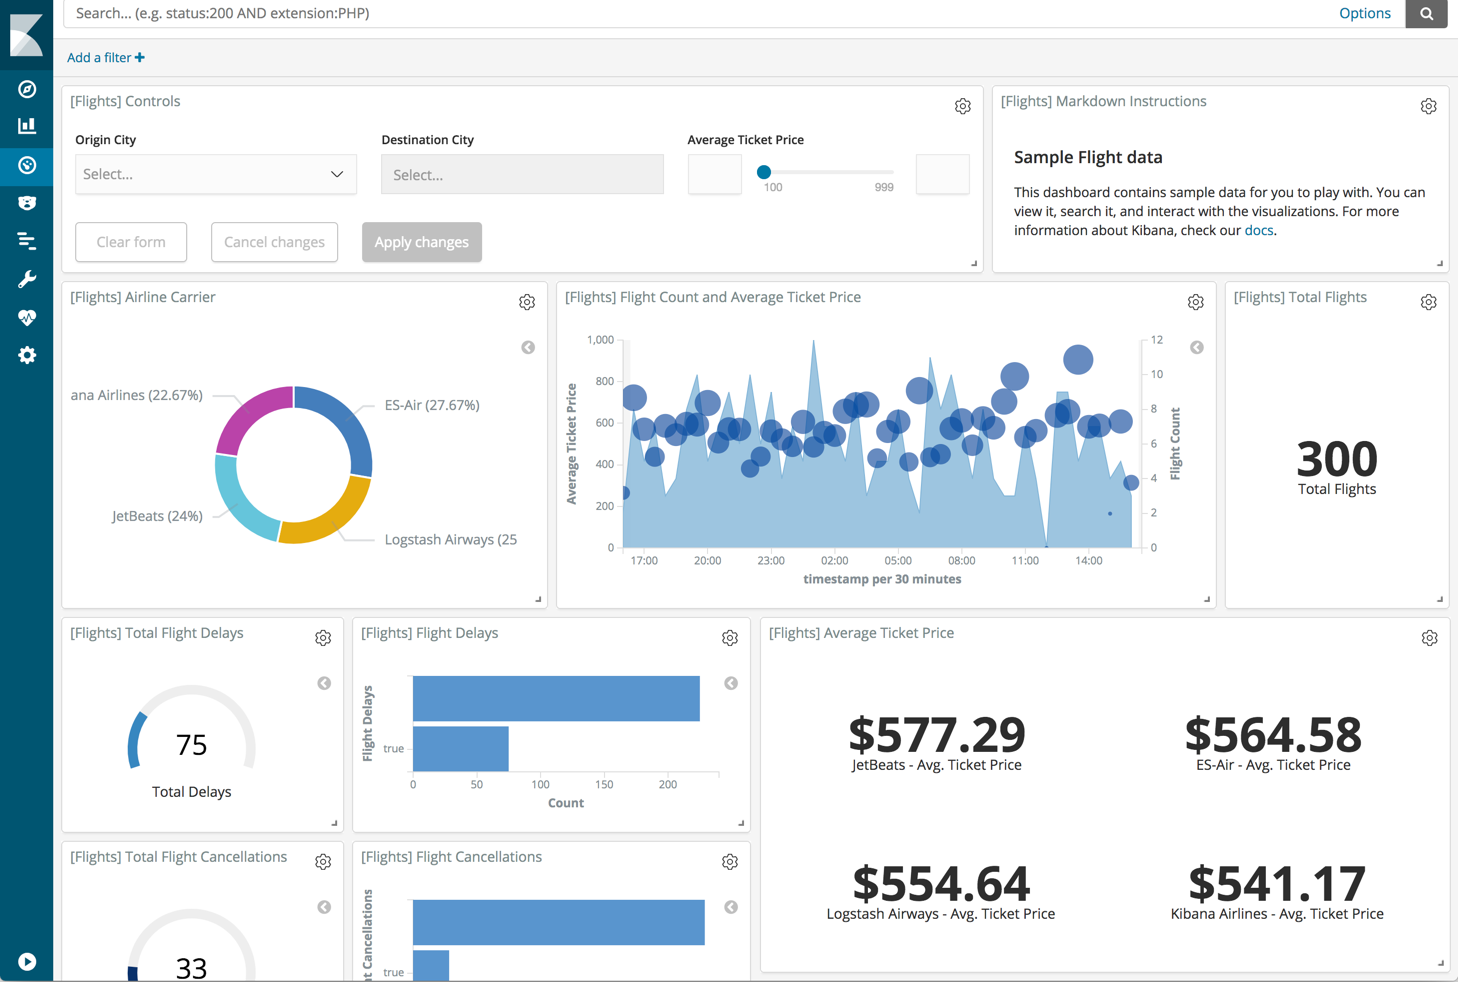 Search... (e.g. status:200 AND extension:PHP)
Options
Add a filter +
[Flights] Controls
Origin City
Destination City
Average Ticket Price
Select...
Select...
100
999
Clear form
Cancel changes
Apply changes
[Flights] Markdown Instructions
Sample Flight data
This dashboard contains sample data for you to play with. You can
view it, search it, and interact with the visualizations. For more
information about Kibana, check our docs.
[Flights] Airline Carrier
ana Airlines (22.67%)
ES-Air (27.67%)
JetBeats (24%)
Logstash Airways (25
[Flights] Flight Count and Average Ticket Price
Average Ticket Price
1,000
800
600
400
200
0
12
10
8
6
4
2
0
Flight Count
17:00
20:00
23:00
02:00
05:00
08:00
11:00
14:00
timestamp per 30 minutes
[Flights] Total Flights
300
Total Flights
[Flights] Total Flight Delays
75
Total Delays
[Flights] Flight Delays
Flight Delays
true
0
50
100
150
200
Count
[Flights] Average Ticket Price
$577.29
JetBeats - Avg. Ticket Price
$564.58
ES-Air - Avg. Ticket Price
$554.64
Logstash Airways - Avg. Ticket Price
$541.17
Kibana Airlines - Avg. Ticket Price
[Flights] Total Flight Cancellations
33
[Flights] Flight Cancellations
t Cancellations
true